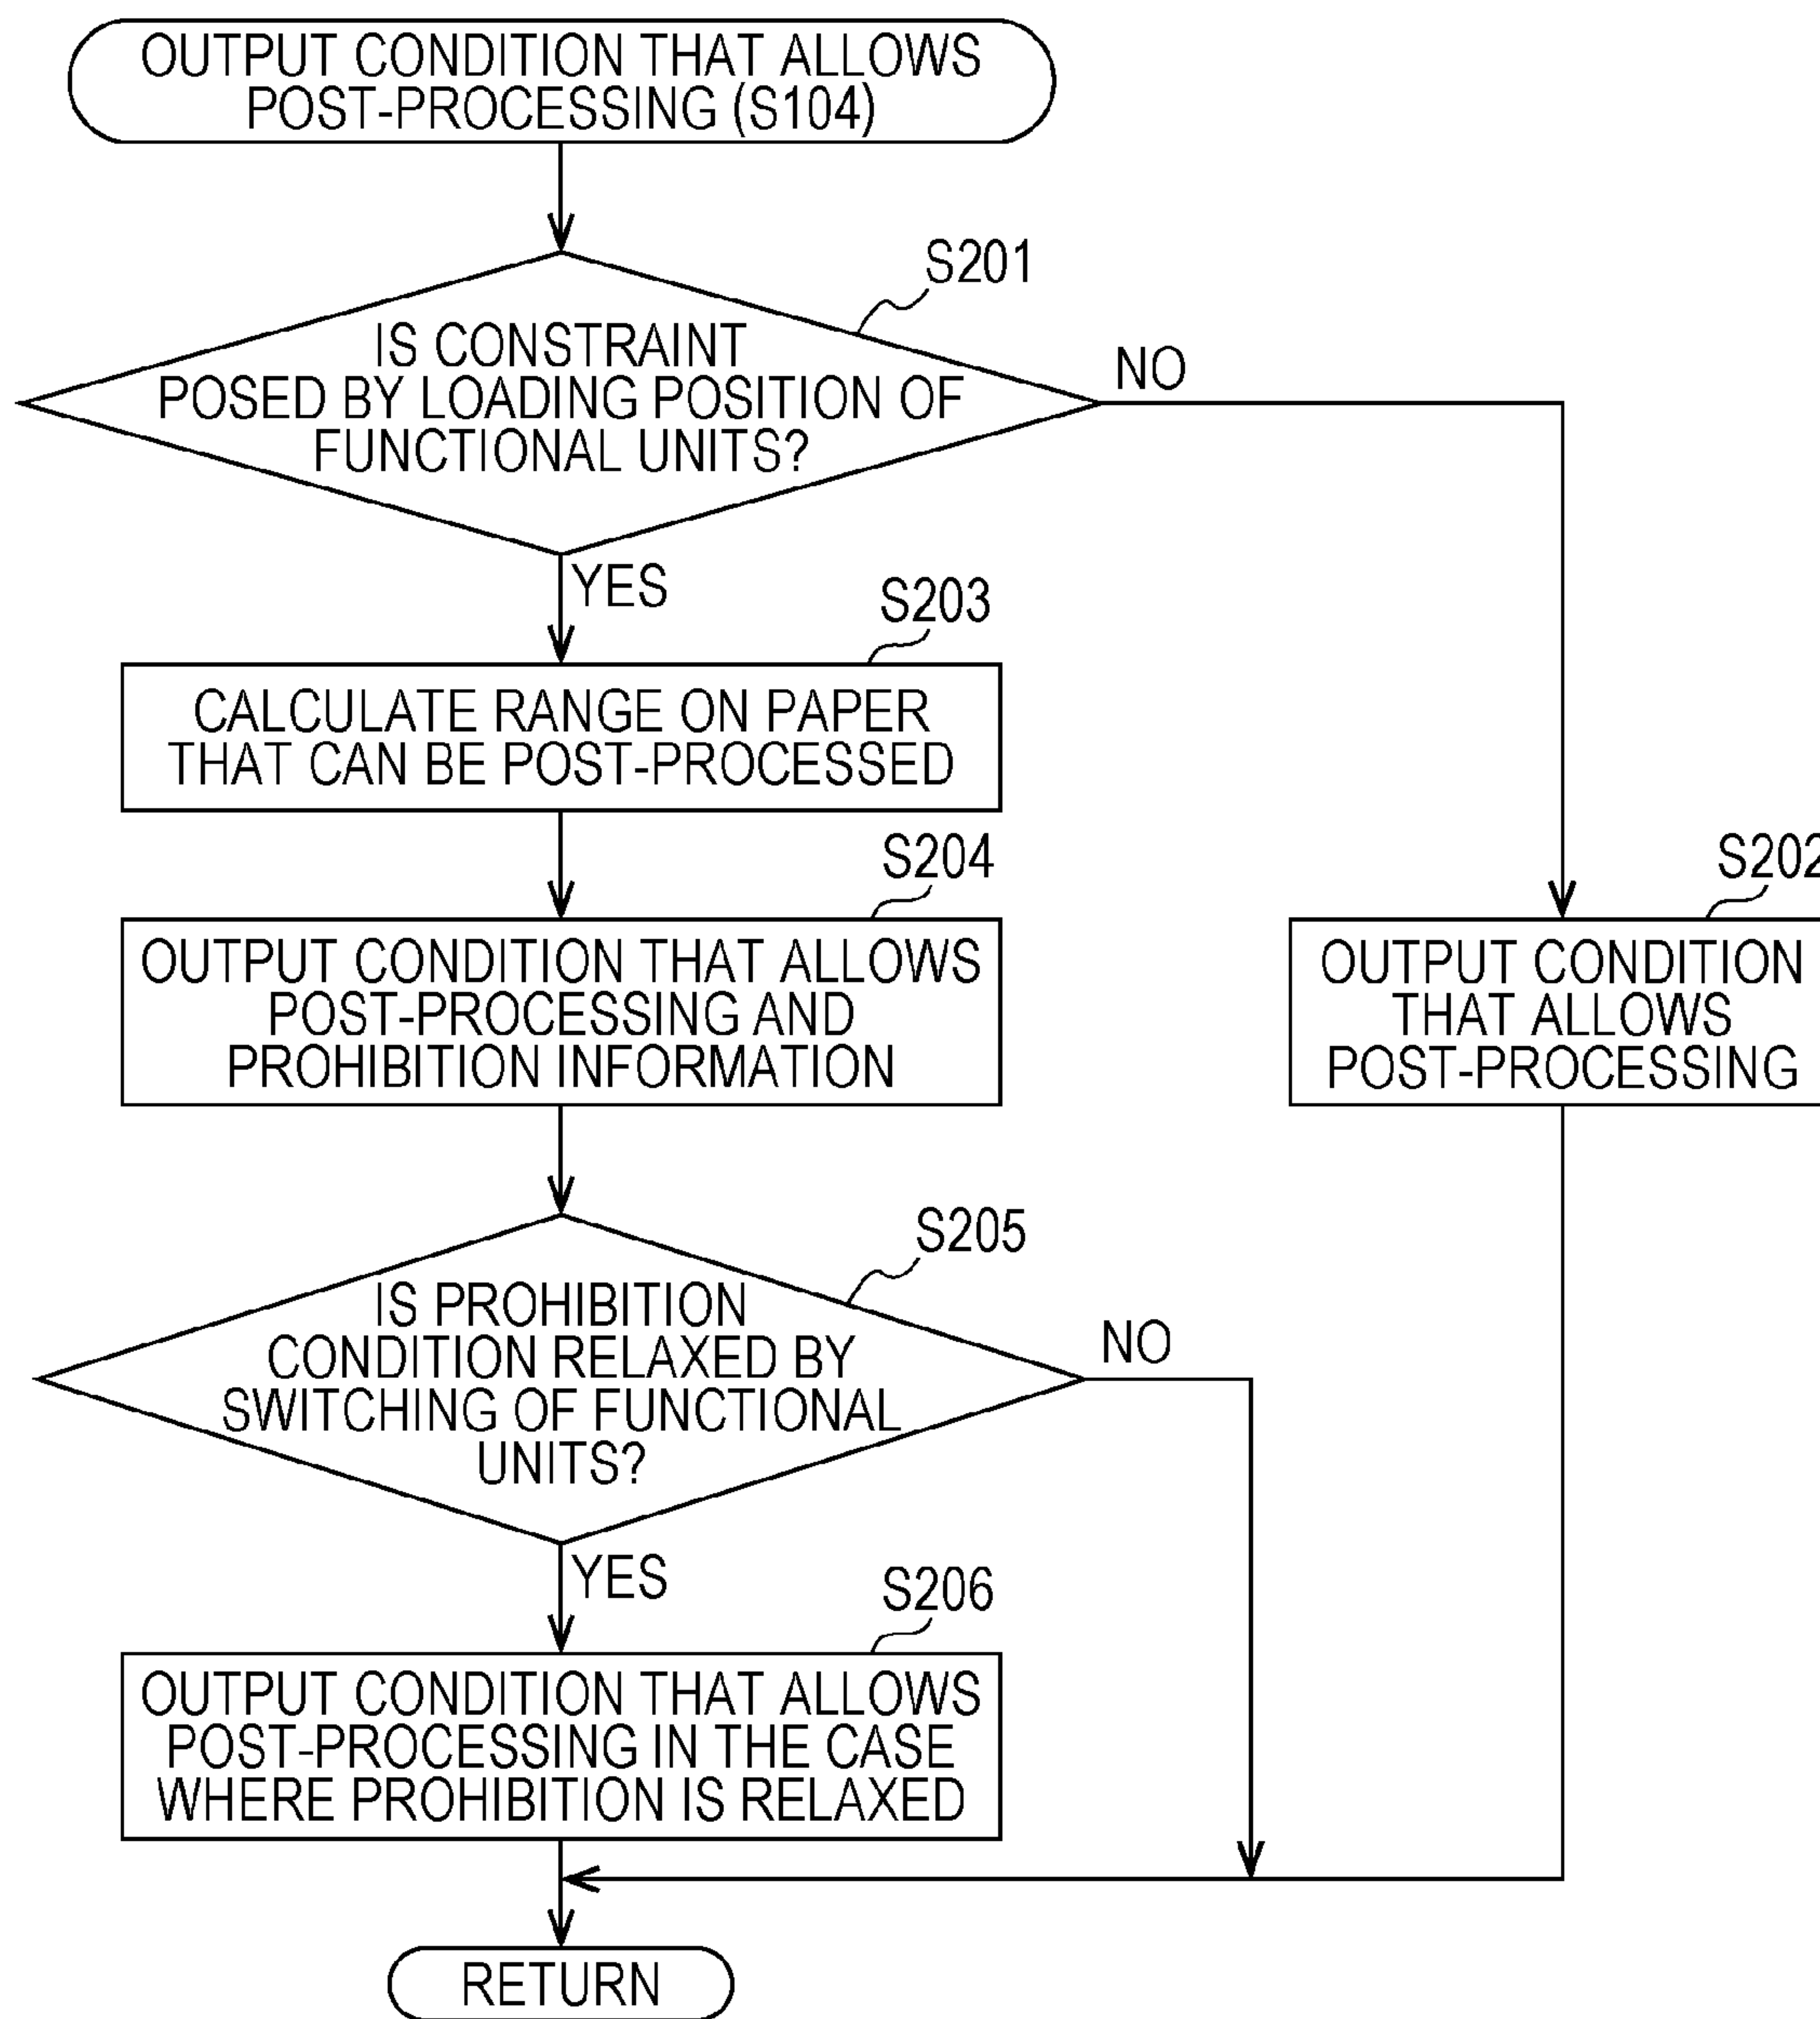 OUTPUT CONDITION THAT ALLOWS
POST-PROCESSING (S104)
S201
IS CONSTRAINT
POSED BY LOADING POSITION OF
FUNCTIONAL UNITS?
NO
YES
S203
CALCULATE RANGE ON PAPER
THAT CAN BE POST-PROCESSED
S204
OUTPUT CONDITION THAT ALLOWS
POST-PROCESSING AND
PROHIBITION INFORMATION
S202
OUTPUT CONDITION
THAT ALLOWS
POST-PROCESSING
S205
IS PROHIBITION
CONDITION RELAXED BY
SWITCHING OF FUNCTIONAL
UNITS?
NO
YES
S206
OUTPUT CONDITION THAT ALLOWS
POST-PROCESSING IN THE CASE
WHERE PROHIBITION IS RELAXED
RETURN